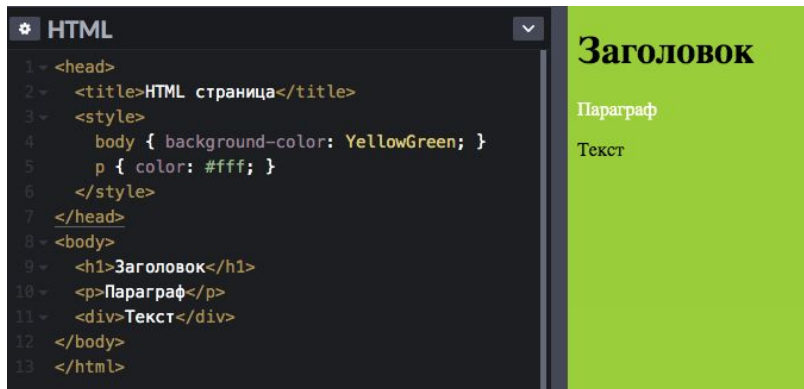 HTML
1 <head>
2 <title>HTML страница</title>
3 <style>
4 body { background-color: YellowGreen; }
5 p { color: #fff; }
6 </style>
7 </head>
8 <body>
9 <h1>Заголовок</h1>
10 <p>Параграф</p>
11 <div>Текст</div>
12 </body>
13 </html>
Заголовок
Параграф
Текст